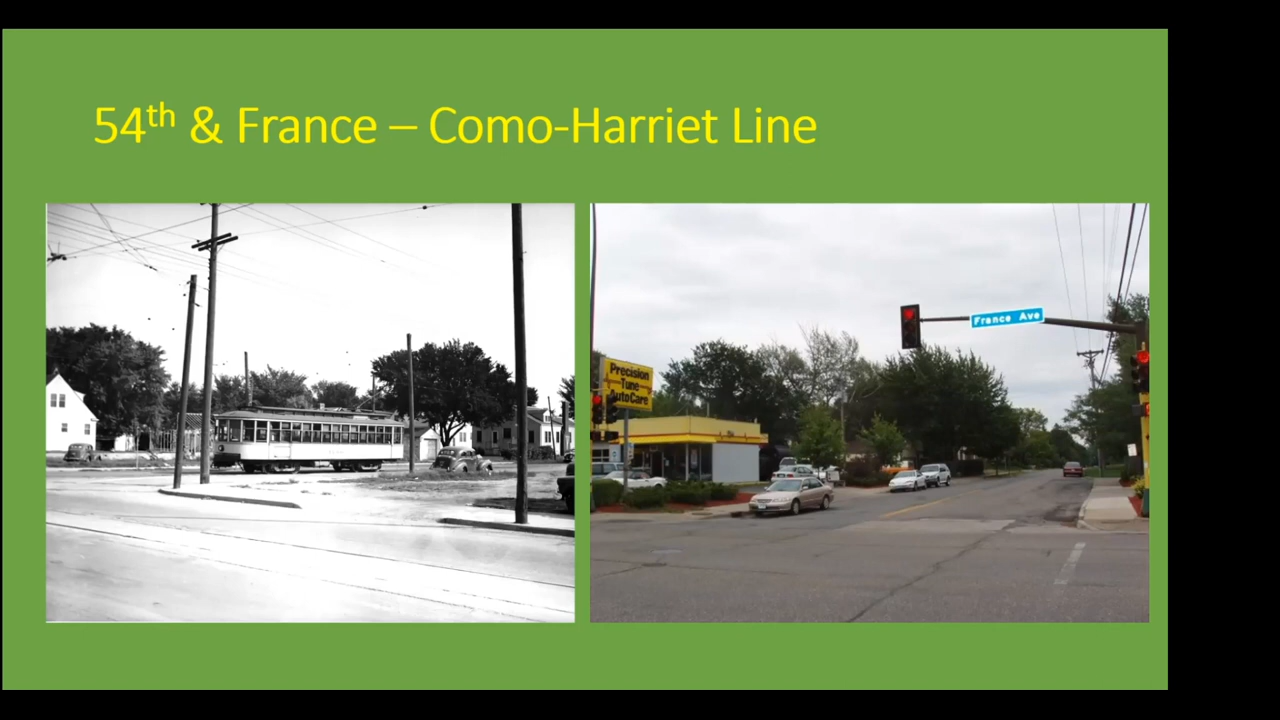 54th & France – Como-Harriet Line
France Ave
Precision
Tune
AutoCare